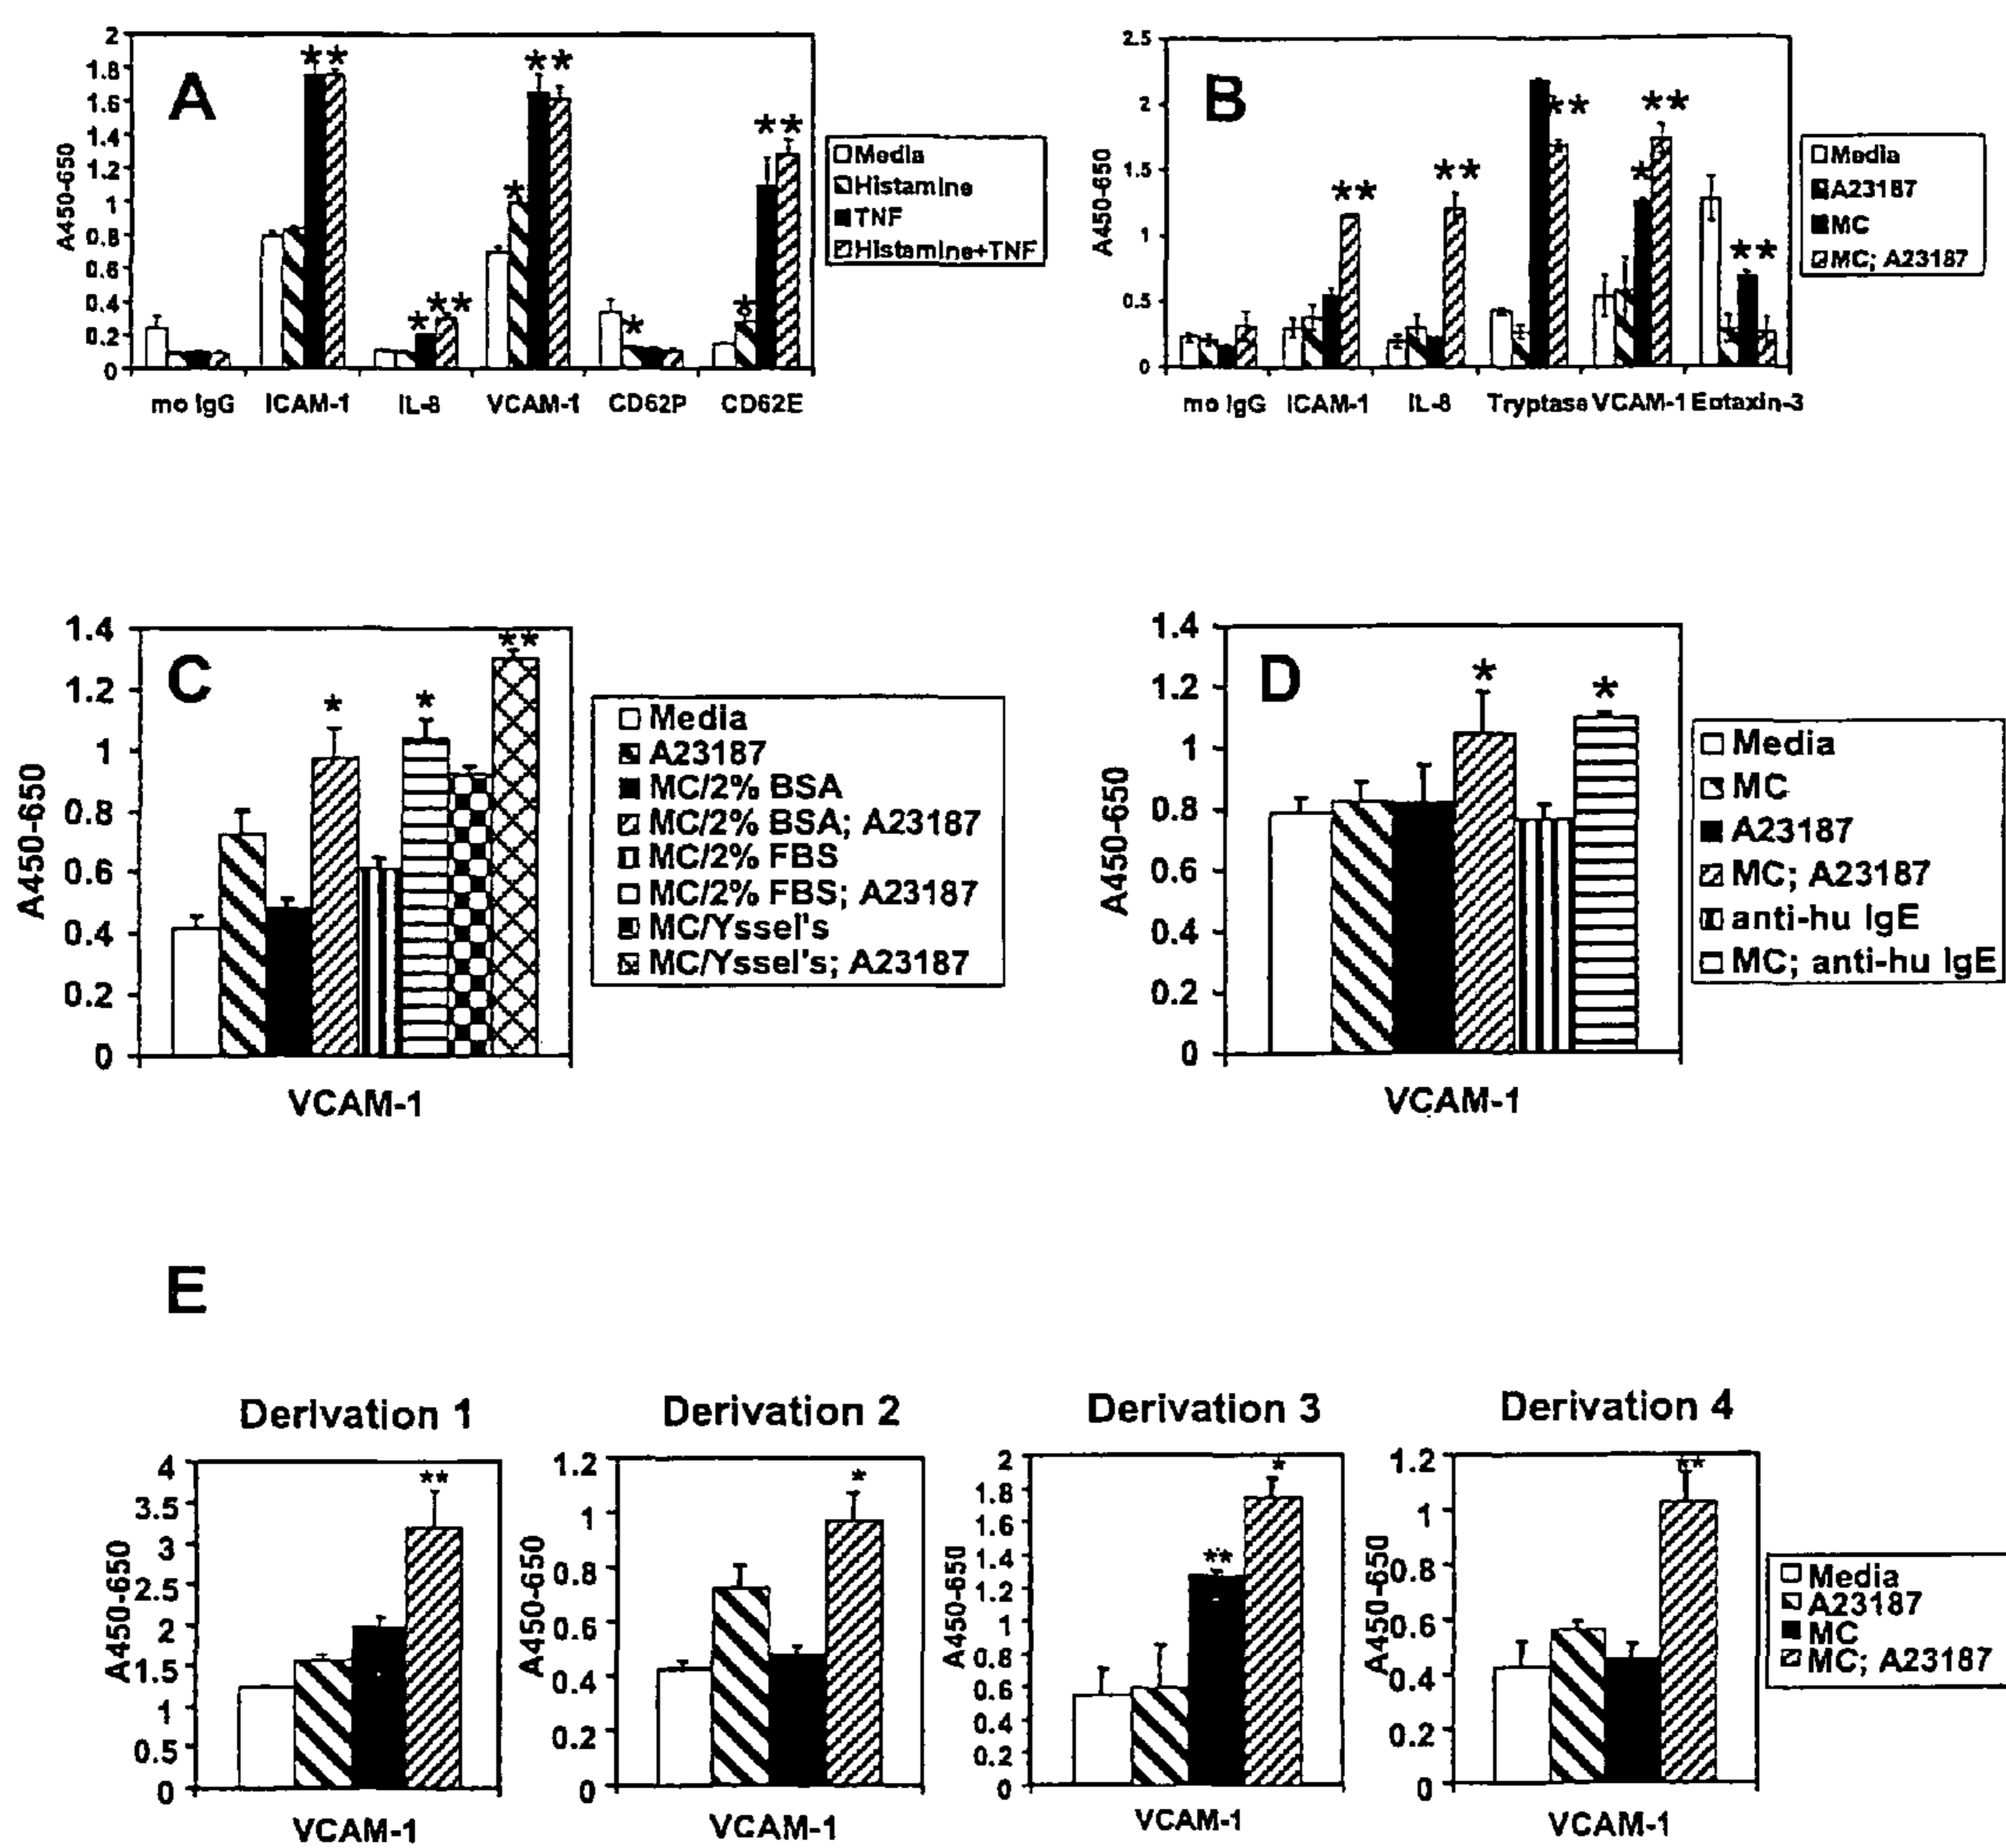 A
A450-650
2
1.8
1.6
1.4
1.2
1
0.8
0.6
0.4
0.2
0
** ** ** * ** * * * **
mo IgG ICAM-1 IL-8 VCAM-1 CD62P CD62E
Media
Histamine
TNF
Histamine+TNF
B
A450-650
2.5
2
1.5
1
0.5
0
** ** ** ** * **
mo IgG ICAM-1 IL-8 Tryptase VCAM-1 Eotaxin-3
Media
A23187
MC
MC; A23187
C
A450-650
1.4
1.2
1
0.8
0.6
0.4
0.2
0
* * **
VCAM-1
Media
A23187
MC/2% BSA
MC/2% BSA; A23187
MC/2% FBS
MC/2% FBS; A23187
MC/Yssel's
MC/Yssel's; A23187
D
A450-650
1.4
1.2
1
0.8
0.6
0.4
0.2
0
* *
VCAM-1
Media
MC
A23187
MC; A23187
anti-hu IgE
MC; anti-hu IgE
E
Derivation 1
A450-650
4
3.5
3
2.5
2
1.5
1
0.5
0
**
VCAM-1
Derivation 2
A450-650
1.2
1
0.8
0.6
0.4
0.2
0
*
VCAM-1
Derivation 3
A450-650
2
1.8
1.6
1.4
1.2
1
0.8
0.6
0.4
0.2
0
** *
VCAM-1
Derivation 4
A450-650
1.2
1
0.8
0.6
0.4
0.2
0
**
VCAM-1
Media
A23187
MC
MC; A23187